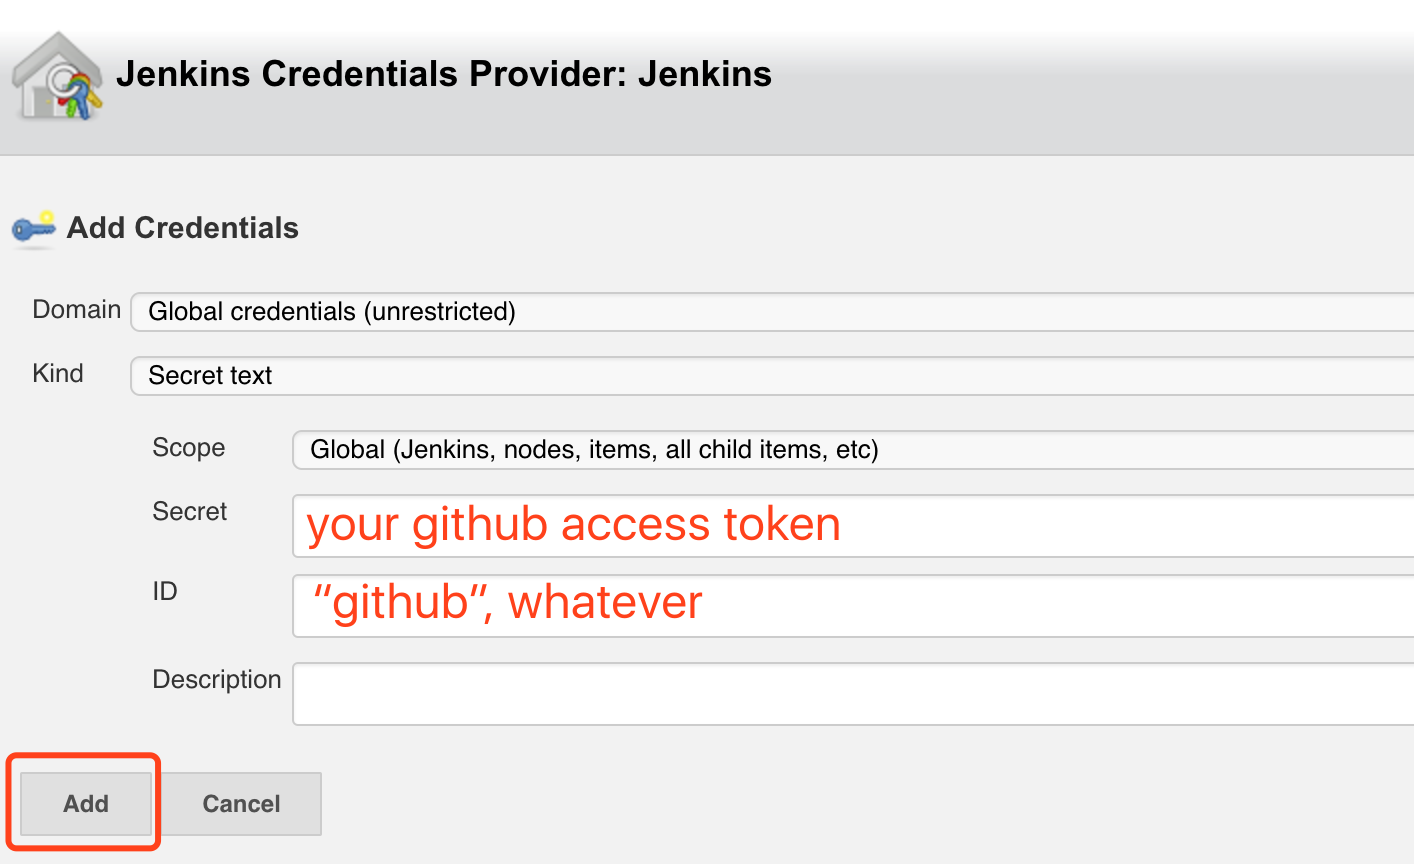 Jenkins Credentials Provider: Jenkins
Add Credentials
Domain Global credentials (unrestricted)
Kind Secret text
Scope Global (Jenkins, nodes, items, all child items, etc)
Secret your github access token
ID “github”, whatever
Description
Add Cancel